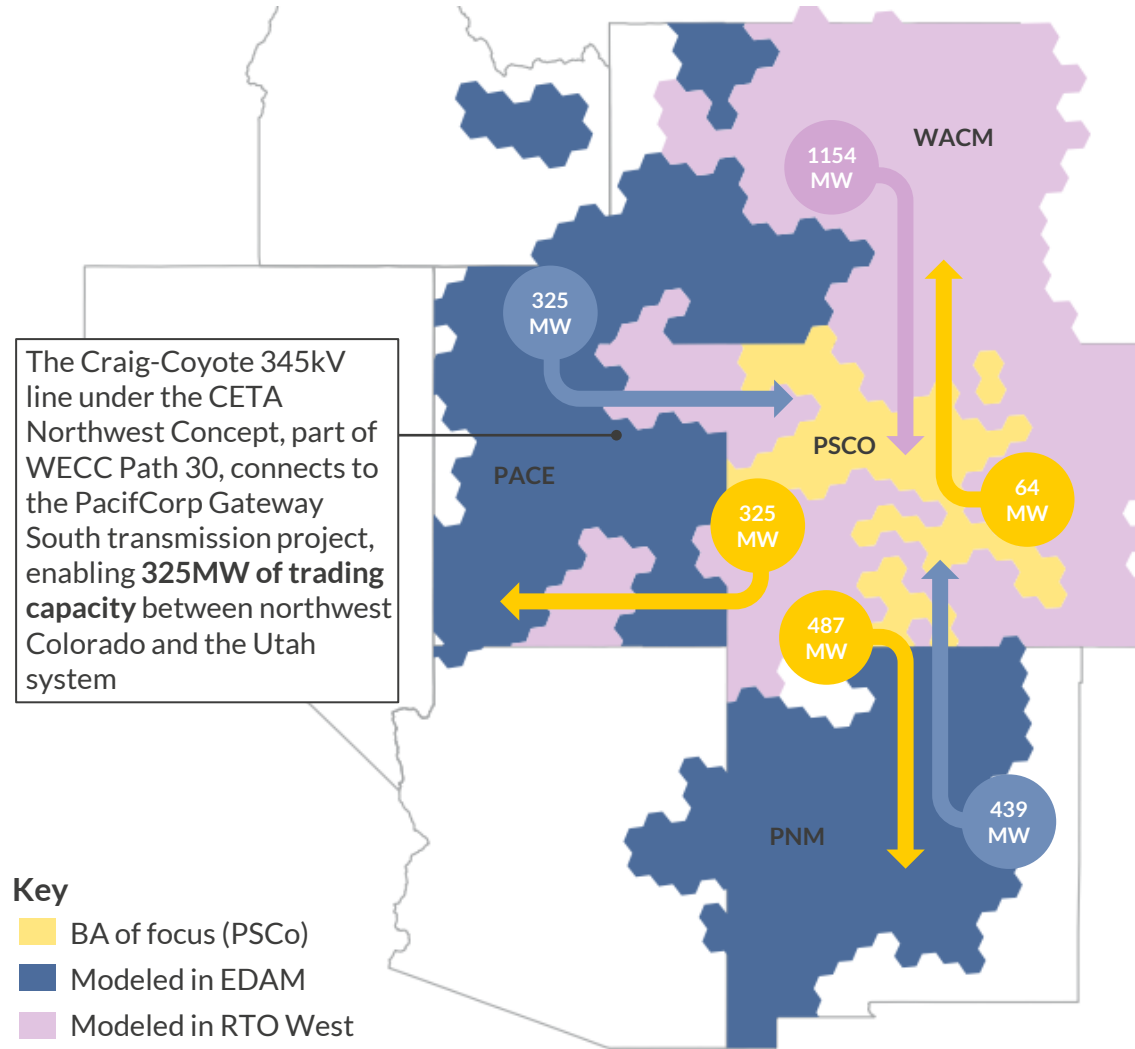 WACM
1154
MW
325
MW
The Craig-Coyote 345kV
line under the CETA
Northwest Concept, part of
WECC Path 30, connects to
the PacifCorp Gateway
South transmission project,
enabling 325MW of trading
capacity between northwest
Colorado and the Utah
system
PACE
PSCO
325
MW
64
MW
487
MW
439
MW
PNM
Key
BA of focus (PSCo)
Modeled in EDAM
Modeled in RTO West